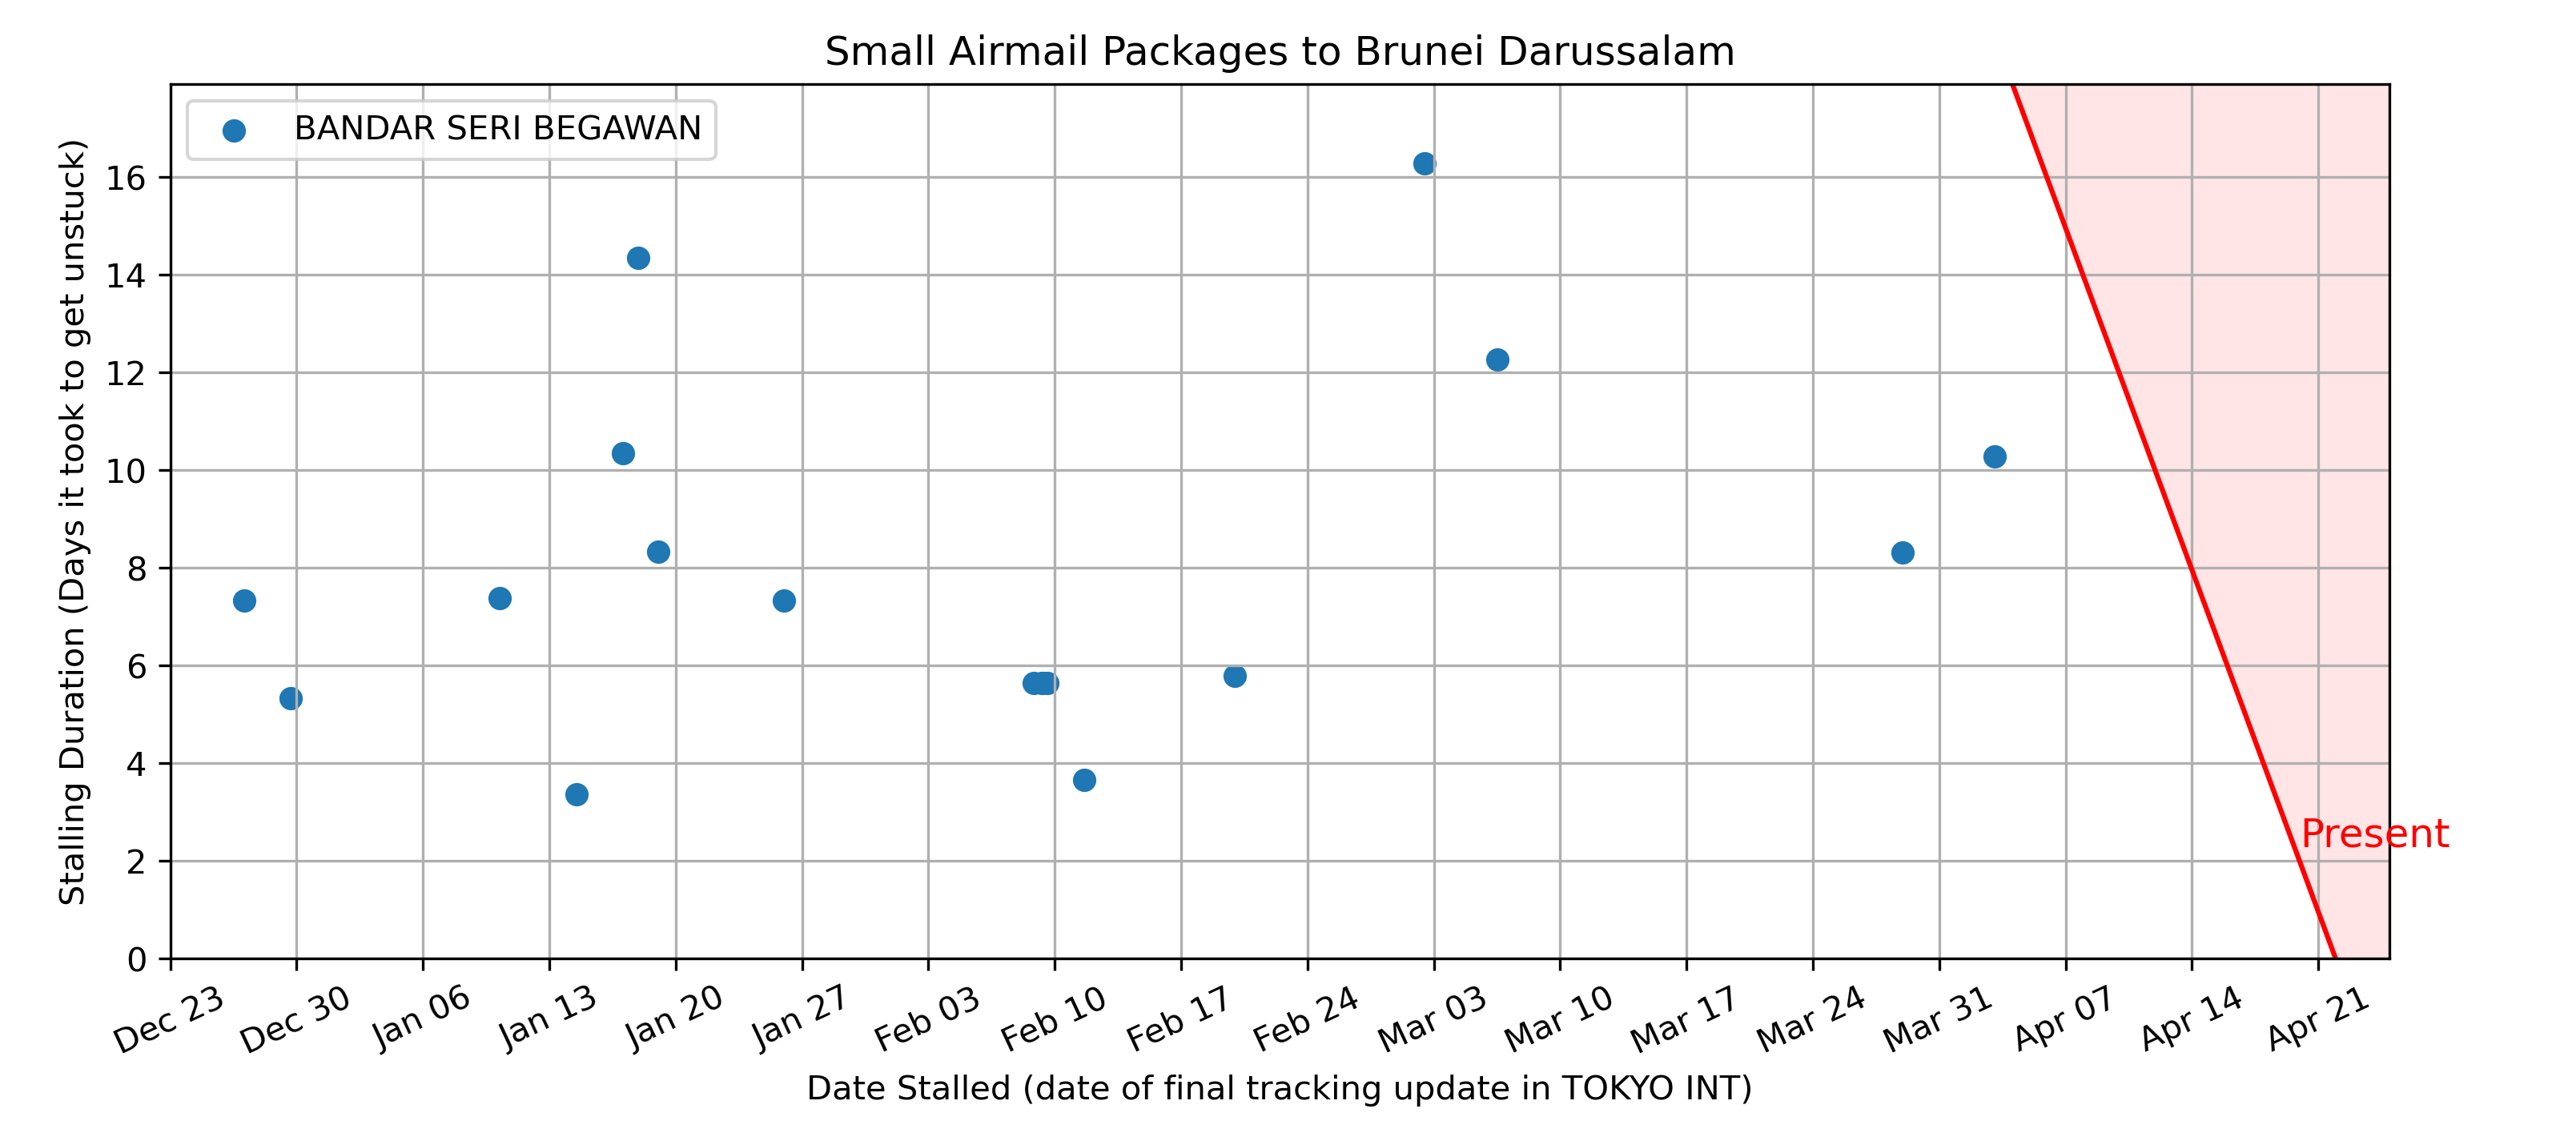 Small Airmail Packages to Brunei Darussalam
BANDAR SERI BEGAWAN
Stalling Duration (Days it took to get unstuck)
16
14
12
10
8
6
4
2
0
Present
Dec 23
Dec 30
Jan 06
Jan 13
Jan 20
Jan 27
Feb 03
Feb 10
Feb 17
Feb 24
Mar 03
Mar 10
Mar 17
Mar 24
Mar 31
Apr 07
Apr 14
Apr 21
Date Stalled (date of final tracking update in TOKYO INT)